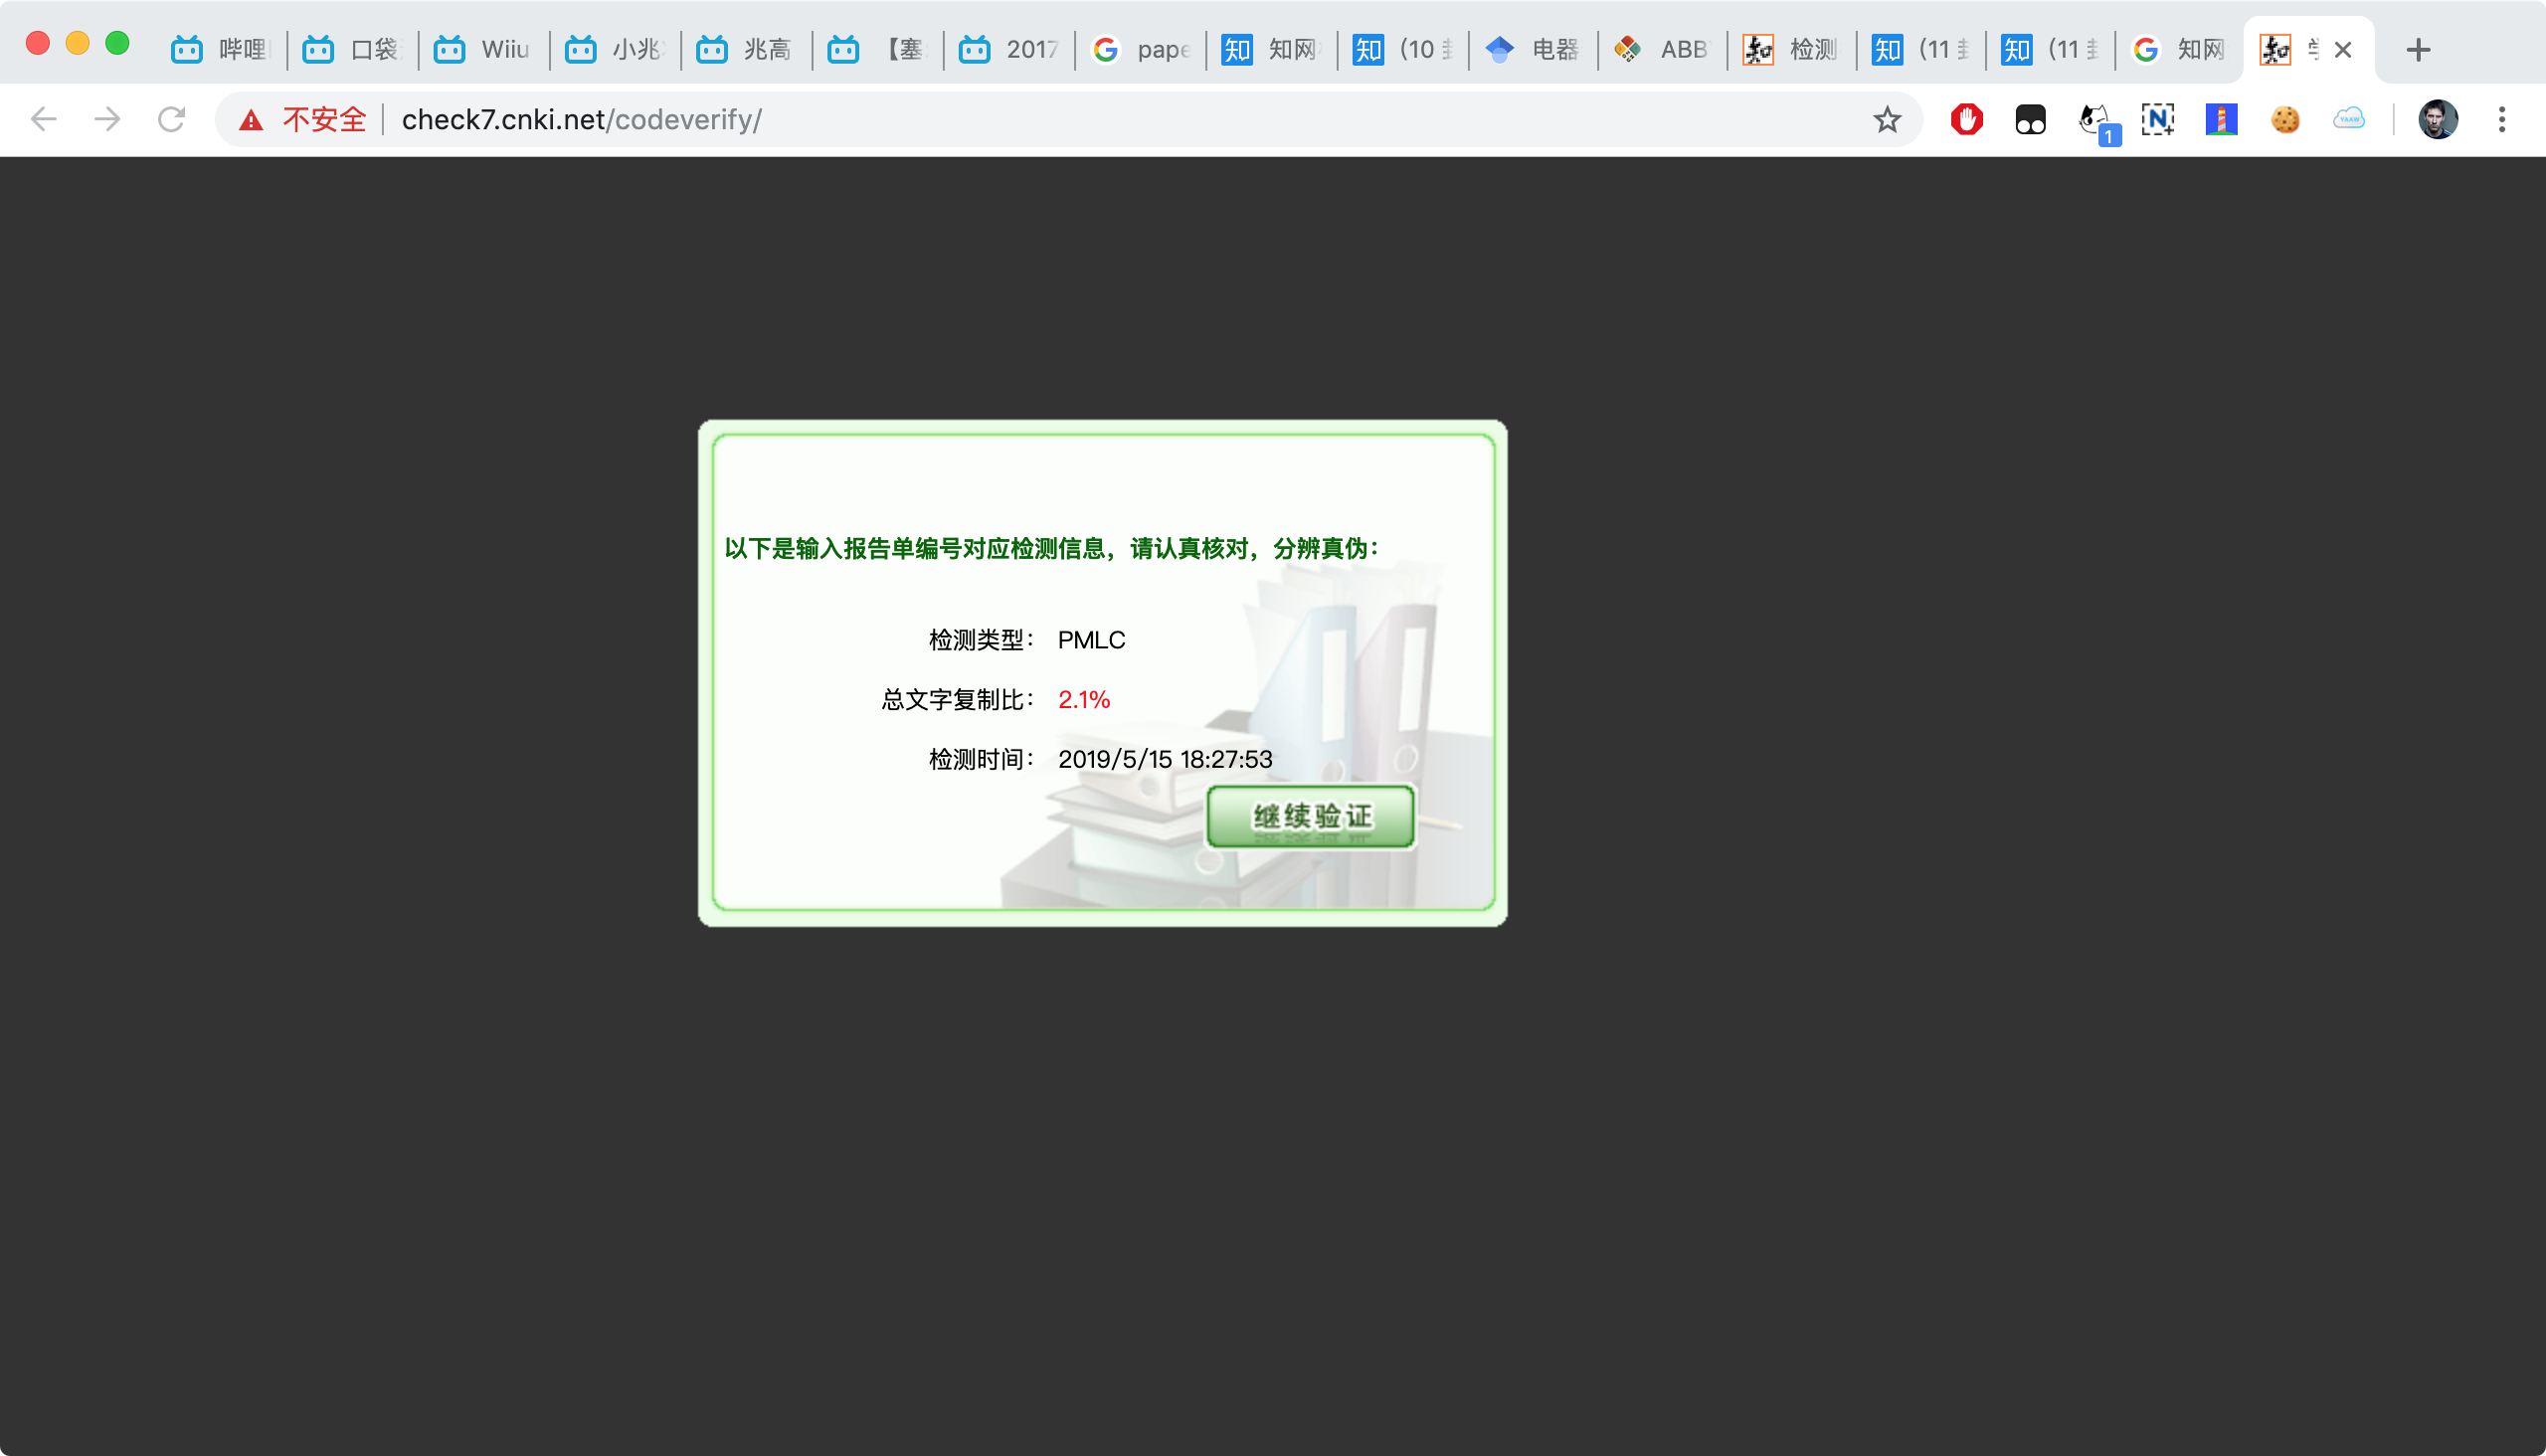 哔哩 口袋 Wiiu 小兆 兆高 【塞 2017 pape 知网 (10 电器 ABB 检测 (11 (11 知网
不安全 check7.cnki.net/codeverify/
1
以下是输入报告单编号对应检测信息，请认真核对，分辨真伪：
检测类型： PMLC
总文字复制比： 2.1%
检测时间： 2019/5/15 18:27:53
继续验证